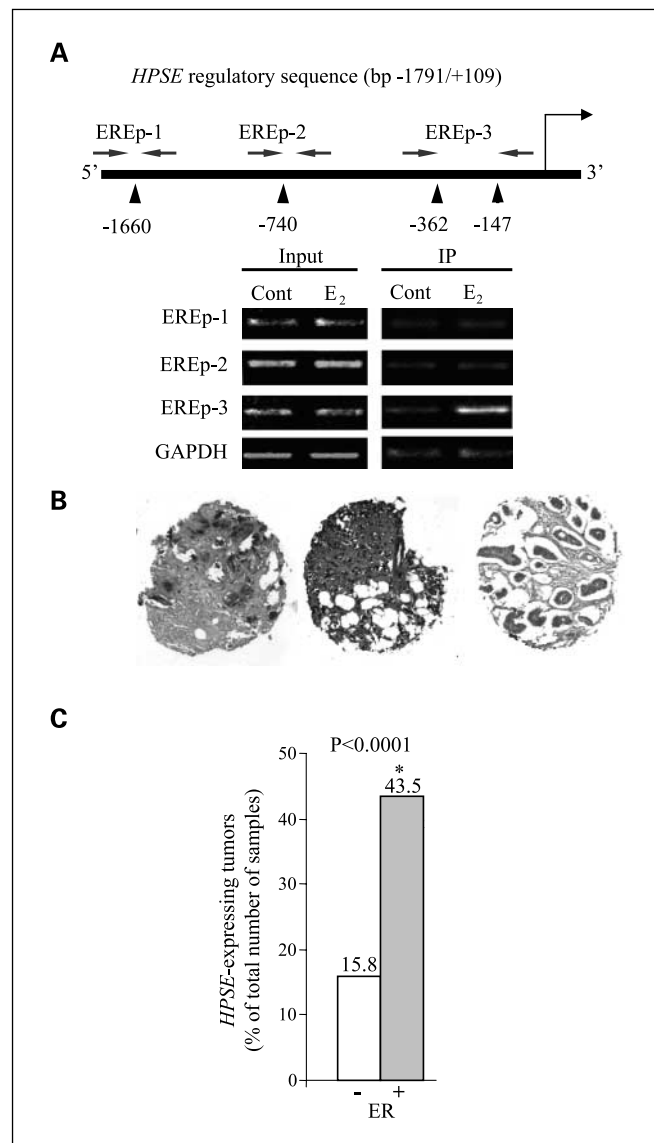 A
HPSE regulatory sequence (bp -1791/+109)
EREp-1 EREp-2 EREp-3
5’ 3’
-1660 -740 -362 -147
Input IP
Cont E2 Cont E2
EREp-1
EREp-2
EREp-3
GAPDH
B
C
P<0.0001
*
43.5
15.8
50
40
30
20
10
0
HPSE-expressing tumors
(% of total number of samples)
- +
ER